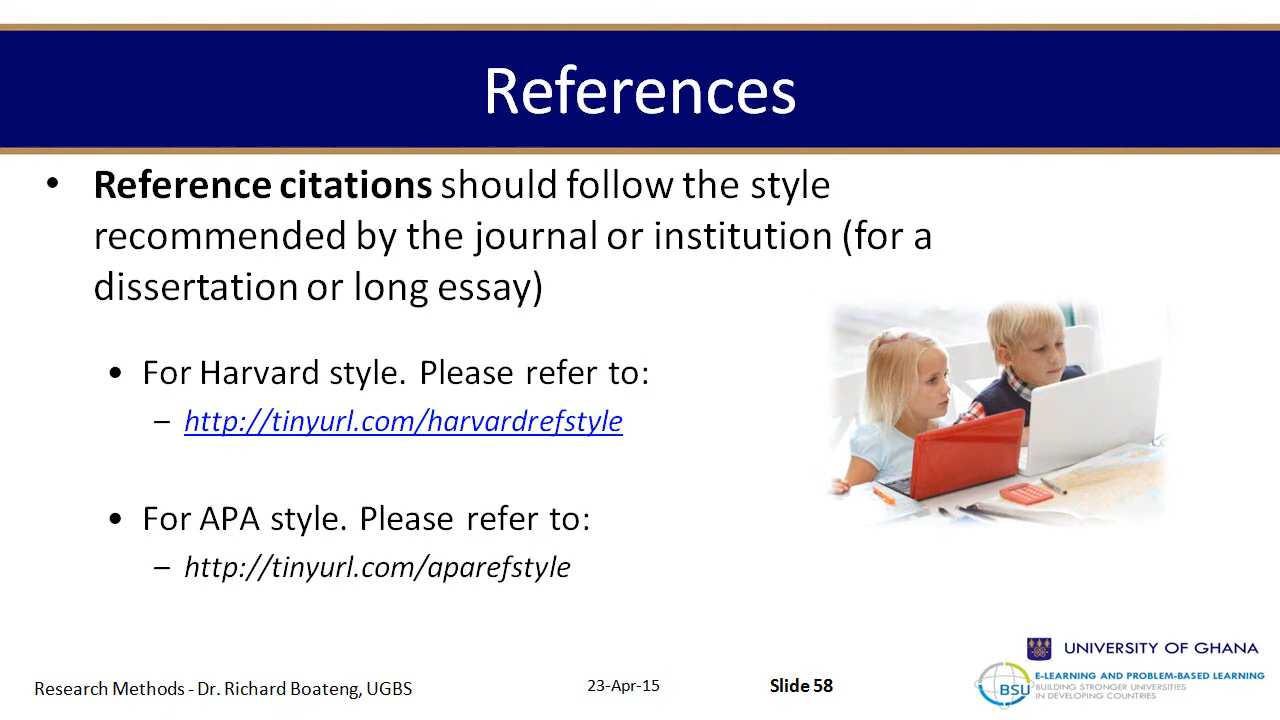 References
• Reference citations should follow the style
recommended by the journal or institution (for a
dissertation or long essay)
• For Harvard style. Please refer to:
– http://tinyurl.com/harvardrefstyle
• For APA style. Please refer to:
– http://tinyurl.com/aparefstyle
UNIVERSITY OF GHANA
BSU
E-LEARNING AND PROBLEM-BASED LEARNING
BUILDING STRONGER UNIVERSITIES
IN DEVELOPING COUNTRIES
Research Methods - Dr. Richard Boateng, UGBS
23-Apr-15
Slide 58